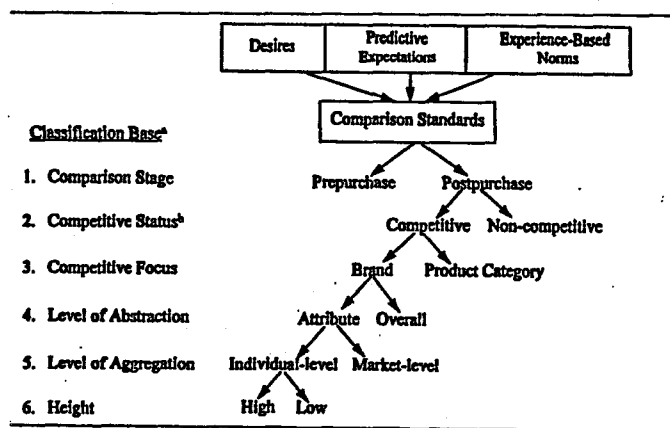 Desires
Predictive
Expectations
Experience-Based
Norms
Comparison Standards
Classification Baseᵃ
1. Comparison Stage
Prepurchase Postpurchase
2. Competitive Statusᵇ
Competitive Non-competitive
3. Competitive Focus
Brand Product Category
4. Level of Abstraction
Attribute Overall
5. Level of Aggregation
Individual-level Market-level
6. Height
High Low